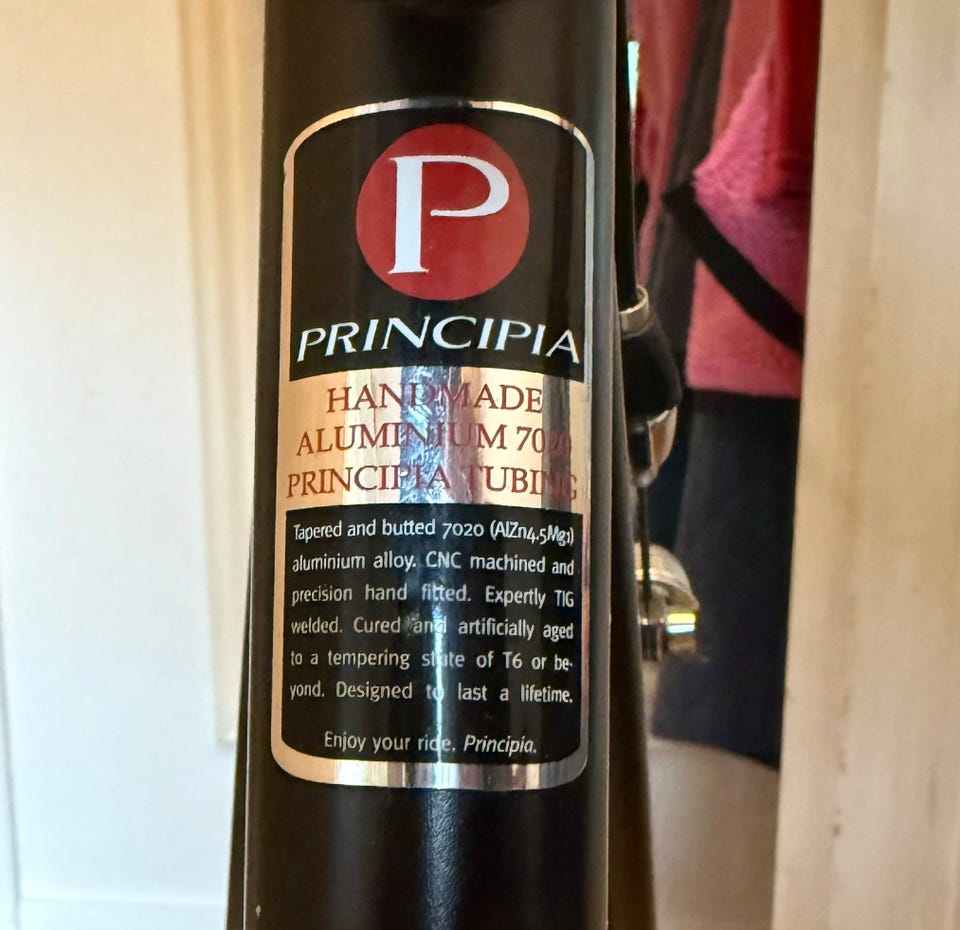 P
PRINCIPIA
HANDMADE
ALUMINIUM 7020
PRINCIPIA TUBING
Tapered and butted 7020 (AlZn4.5Mg1)
aluminium alloy. CNC machined and
precision hand fitted. Expertly TIG
welded. Cured and artificially aged
to a tempering state of T6 or be-
yond. Designed to last a lifetime.
Enjoy your ride. Principia.